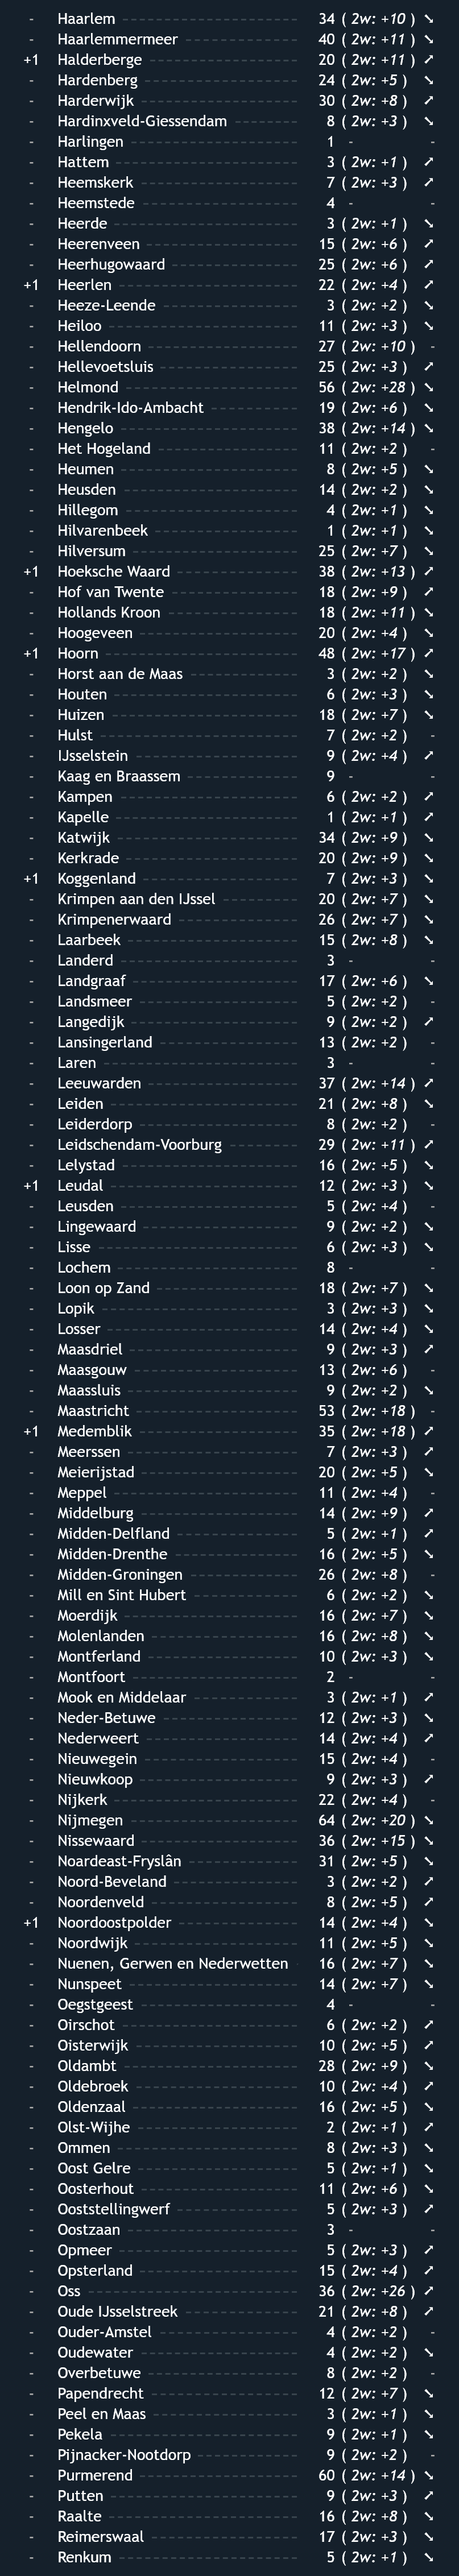 - Haarlem 34 ( 2w: +10 ) ↘
- Haarlemmermeer 40 ( 2w: +11 ) ↘
+1 Halderberge 20 ( 2w: +11 ) ↗
- Hardenberg 24 ( 2w: +5 ) ↘
- Harderwijk 30 ( 2w: +8 ) ↗
- Hardinxveld-Giessendam 8 ( 2w: +3 ) ↘
- Harlingen 1 - -
- Hattem 3 ( 2w: +1 ) ↗
- Heemskerk 7 ( 2w: +3 ) ↗
- Heemstede 4 - -
- Heerde 3 ( 2w: +1 ) ↘
- Heerenveen 15 ( 2w: +6 ) ↗
- Heerhugowaard 25 ( 2w: +6 ) ↗
+1 Heerlen 22 ( 2w: +4 ) ↗
- Heeze-Leende 3 ( 2w: +2 ) ↘
- Heiloo 11 ( 2w: +3 ) ↘
- Hellendoorn 27 ( 2w: +10 ) -
- Hellevoetsluis 25 ( 2w: +3 ) ↗
- Helmond 56 ( 2w: +28 ) ↘
- Hendrik-Ido-Ambacht 19 ( 2w: +6 ) ↘
- Hengelo 38 ( 2w: +14 ) ↘
- Het Hogeland 11 ( 2w: +2 ) -
- Heumen 8 ( 2w: +5 ) ↘
- Heusden 14 ( 2w: +2 ) ↘
- Hillegom 4 ( 2w: +1 ) ↘
- Hilvarenbeek 1 ( 2w: +1 ) ↘
- Hilversum 25 ( 2w: +7 ) ↘
+1 Hoeksche Waard 38 ( 2w: +13 ) ↗
- Hof van Twente 18 ( 2w: +9 ) ↗
- Hollands Kroon 18 ( 2w: +11 ) ↘
- Hoogeveen 20 ( 2w: +4 ) ↘
+1 Hoorn 48 ( 2w: +17 ) ↗
- Horst aan de Maas 3 ( 2w: +2 ) ↘
- Houten 6 ( 2w: +3 ) ↘
- Huizen 18 ( 2w: +7 ) ↘
- Hulst 7 ( 2w: +2 ) -
- IJsselstein 9 ( 2w: +4 ) ↗
- Kaag en Braassem 9 - -
- Kampen 6 ( 2w: +2 ) ↗
- Kapelle 1 ( 2w: +1 ) ↗
- Katwijk 34 ( 2w: +9 ) ↘
- Kerkrade 20 ( 2w: +9 ) ↘
+1 Koggenland 7 ( 2w: +3 ) ↘
- Krimpen aan den IJssel 20 ( 2w: +7 ) ↘
- Krimpenerwaard 26 ( 2w: +7 ) ↘
- Laarbeek 15 ( 2w: +8 ) ↘
- Landerd 3 - -
- Landgraaf 17 ( 2w: +6 ) ↘
- Landsmeer 5 ( 2w: +2 ) -
- Langedijk 9 ( 2w: +2 ) ↗
- Lansingerland 13 ( 2w: +2 ) -
- Laren 3 - -
- Leeuwarden 37 ( 2w: +14 ) ↗
- Leiden 21 ( 2w: +8 ) ↘
- Leiderdorp 8 ( 2w: +2 ) -
- Leidschendam-Voorburg 29 ( 2w: +11 ) ↗
- Lelystad 16 ( 2w: +5 ) ↘
+1 Leudal 12 ( 2w: +3 ) ↘
- Leusden 5 ( 2w: +4 ) -
- Lingewaard 9 ( 2w: +2 ) ↘
- Lisse 6 ( 2w: +3 ) ↘
- Lochem 8 - -
- Loon op Zand 18 ( 2w: +7 ) ↘
- Lopik 3 ( 2w: +3 ) ↘
- Losser 14 ( 2w: +4 ) ↘
- Maasdriel 9 ( 2w: +3 ) ↗
- Maasgouw 13 ( 2w: +6 ) -
- Maassluis 9 ( 2w: +2 ) ↘
- Maastricht 53 ( 2w: +18 ) -
+1 Medemblik 35 ( 2w: +18 ) ↗
- Meerssen 7 ( 2w: +3 ) ↗
- Meierijstad 20 ( 2w: +5 ) ↘
- Meppel 11 ( 2w: +4 ) -
- Middelburg 14 ( 2w: +9 ) ↗
- Midden-Delfland 5 ( 2w: +1 ) ↗
- Midden-Drenthe 16 ( 2w: +5 ) ↘
- Midden-Groningen 26 ( 2w: +8 ) -
- Mill en Sint Hubert 6 ( 2w: +2 ) ↘
- Moerdijk 16 ( 2w: +7 ) ↘
- Molenlanden 16 ( 2w: +8 ) ↘
- Montferland 10 ( 2w: +3 ) ↘
- Montfoort 2 - -
- Mook en Middelaar 3 ( 2w: +1 ) ↗
- Neder-Betuwe 12 ( 2w: +3 ) ↘
- Nederweert 14 ( 2w: +4 ) ↗
- Nieuwegein 15 ( 2w: +4 ) -
- Nieuwkoop 9 ( 2w: +3 ) ↗
- Nijkerk 22 ( 2w: +4 ) -
- Nijmegen 64 ( 2w: +20 ) ↘
- Nissewaard 36 ( 2w: +15 ) ↘
- Noardeast-Fryslân 31 ( 2w: +5 ) ↘
- Noord-Beveland 3 ( 2w: +2 ) ↗
- Noordenveld 8 ( 2w: +5 ) ↗
+1 Noordoostpolder 14 ( 2w: +4 ) ↘
- Noordwijk 11 ( 2w: +5 ) ↘
- Nuenen, Gerwen en Nederwetten 16 ( 2w: +7 ) ↘
- Nunspeet 14 ( 2w: +7 ) ↘
- Oegstgeest 4 - -
- Oirschot 6 ( 2w: +2 ) ↗
- Oisterwijk 10 ( 2w: +5 ) ↗
- Oldambt 28 ( 2w: +9 ) ↘
- Oldebroek 10 ( 2w: +4 ) ↗
- Oldenzaal 16 ( 2w: +5 ) ↘
- Olst-Wijhe 2 ( 2w: +1 ) ↗
- Ommen 8 ( 2w: +3 ) ↘
- Oost Gelre 5 ( 2w: +1 ) ↘
- Oosterhout 11 ( 2w: +6 ) ↘
- Ooststellingwerf 5 ( 2w: +3 ) ↗
- Oostzaan 3 - -
- Opmeer 5 ( 2w: +3 ) ↗
- Opsterland 15 ( 2w: +4 ) ↗
- Oss 36 ( 2w: +26 ) ↗
- Oude IJsselstreek 21 ( 2w: +8 ) ↗
- Ouder-Amstel 4 ( 2w: +2 ) -
- Oudewater 4 ( 2w: +2 ) ↘
- Overbetuwe 8 ( 2w: +2 ) -
- Papendrecht 12 ( 2w: +7 ) ↘
- Peel en Maas 3 ( 2w: +1 ) ↘
- Pekela 9 ( 2w: +1 ) ↘
- Pijnacker-Nootdorp 9 ( 2w: +2 ) -
- Purmerend 60 ( 2w: +14 ) ↘
- Putten 9 ( 2w: +3 ) ↗
- Raalte 16 ( 2w: +8 ) ↘
- Reimerswaal 17 ( 2w: +3 ) ↘
- Renkum 5 ( 2w: +1 ) ↘